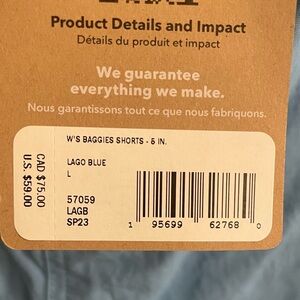 Product Details and Impact
Détails du produit et impact
We guarantee
everything we make.
Nous garantissons tout ce que nous fabriquons.
W'S BAGGIES SHORTS - 5 IN.
LAGO BLUE
L
57059
LAGB
SP23
CAD $75.00
U.S. $59.00
1 95699 62768 0